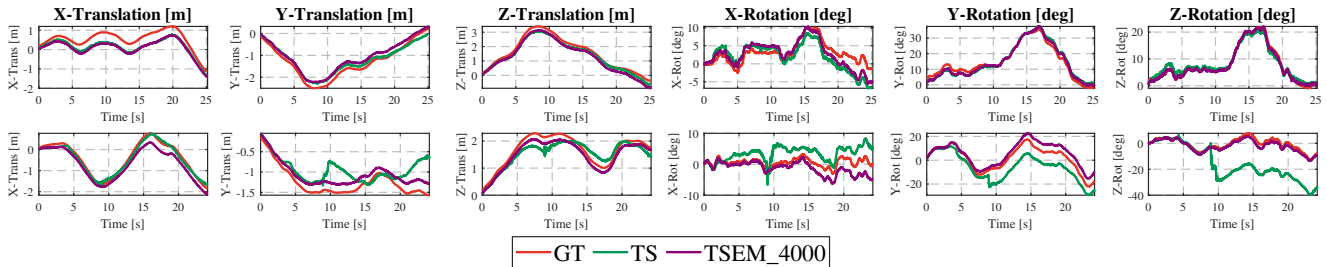 X-Translation [m] Y-Translation [m] Z-Translation [m] X-Rotation [deg] Y-Rotation [deg] Z-Rotation [deg]
X-Trans [m] 1 0 -1 -2 0 5 10 15 20 25 Time [s]
Y-Trans [m] 0 -1 -2 0 5 10 15 20 25 Time [s]
Z-Trans [m] 3 2 1 0 0 5 10 15 20 25 Time [s]
X-Rot [deg] 10 5 0 -5 0 5 10 15 20 25 Time [s]
Y-Rot [deg] 30 20 10 0 0 5 10 15 20 25 Time [s]
Z-Rot [deg] 20 10 0 0 5 10 15 20 25 Time [s]
X-Trans [m] 0 -1 -2 0 10 20 Time [s]
Y-Trans [m] -0.5 -1 -1.5 0 5 10 15 20 Time [s]
Z-Trans [m] 2 1 0 0 5 10 15 20 Time [s]
X-Rot [deg] 10 0 -5 10 0 5 10 15 20 Time [s]
Y-Rot [deg] 20 0 -20 0 5 10 15 20 Time [s]
Z-Rot [deg] 0 -20 -40 0 5 10 15 20 Time [s]
GT TS TSEM_4000